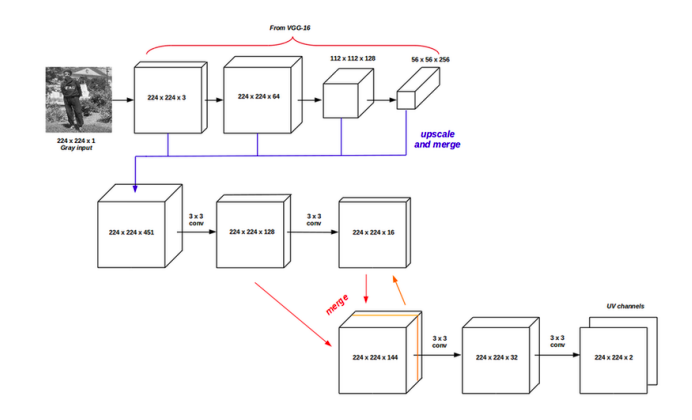 From VGG-16
112 x 112 x 128
56 x 56 x 256
224 x 224 x 3
224 x 224 x 64
224 x 224 x 1
Gray input
upscale
and merge
224 x 224 x 451
3 x 3
conv
224 x 224 x 128
3 x 3
conv
224 x 224 x 16
merge
UV channels
224 x 224 x 144
3 x 3
conv
224 x 224 x 32
3 x 3
conv
224 x 224 x 2